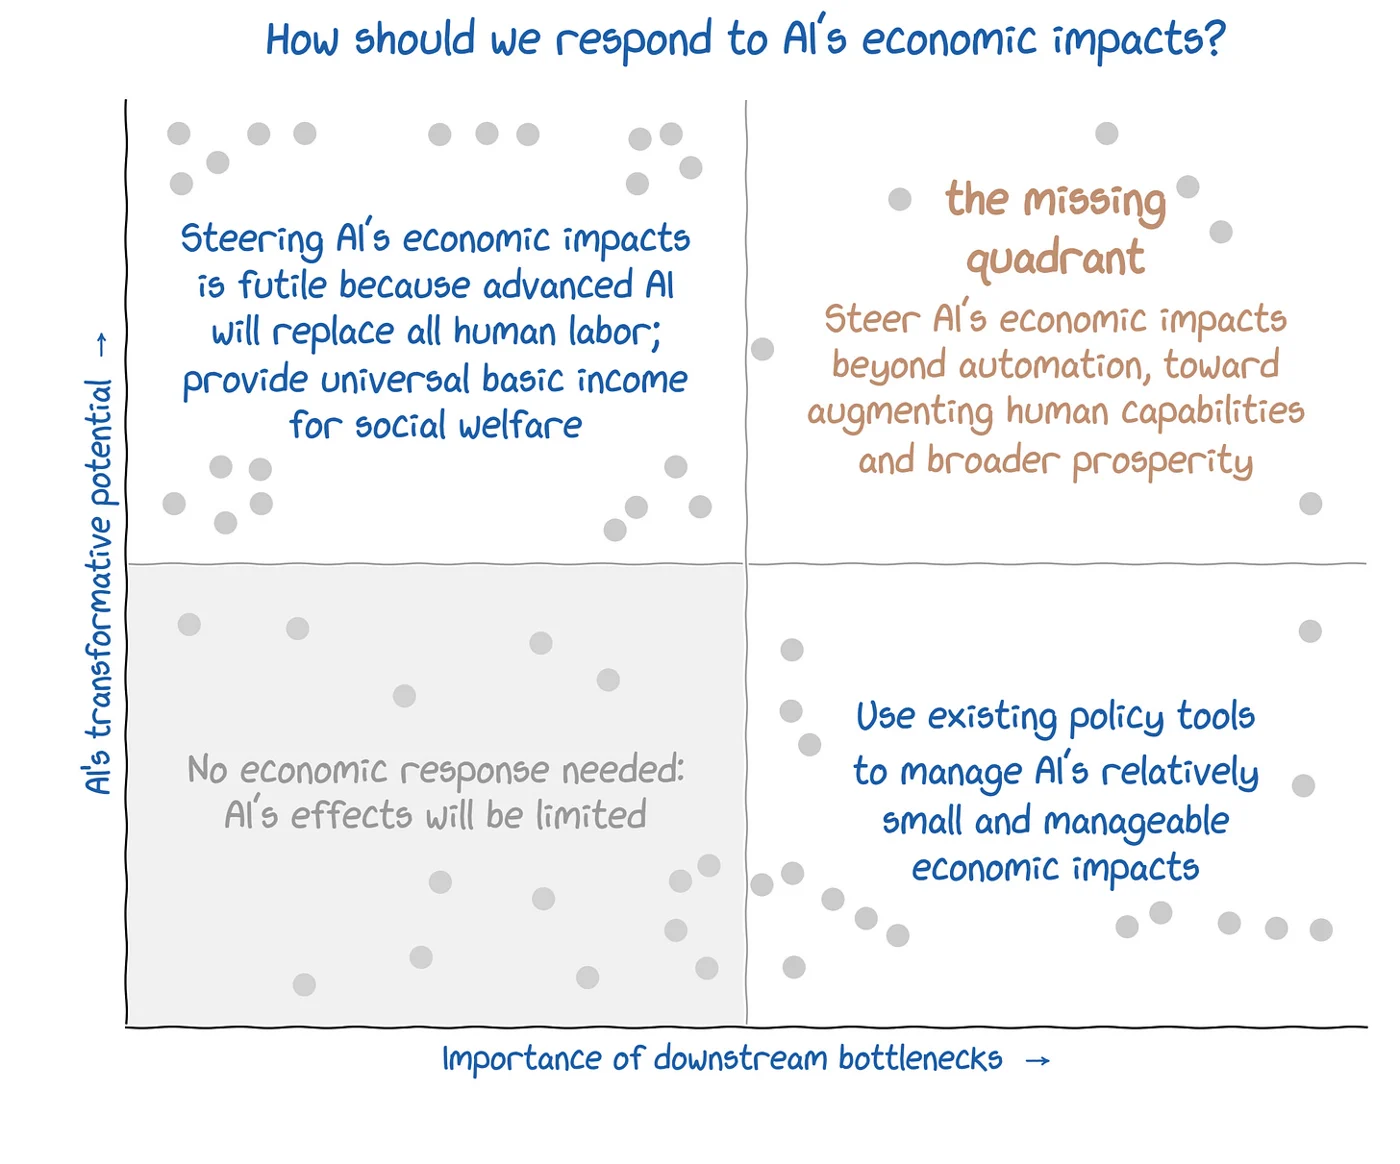 How should we respond to AI's economic impacts?
Steering AI's economic impacts
is futile because advanced AI
will replace all human labor;
provide universal basic income
for social welfare
the missing
quadrant
Steer AI's economic impacts
beyond automation, toward
augmenting human capabilities
and broader prosperity
AI's transformative potential →
No economic response needed:
AI's effects will be limited
Use existing policy tools
to manage AI's relatively
small and manageable
economic impacts
Importance of downstream bottlenecks →